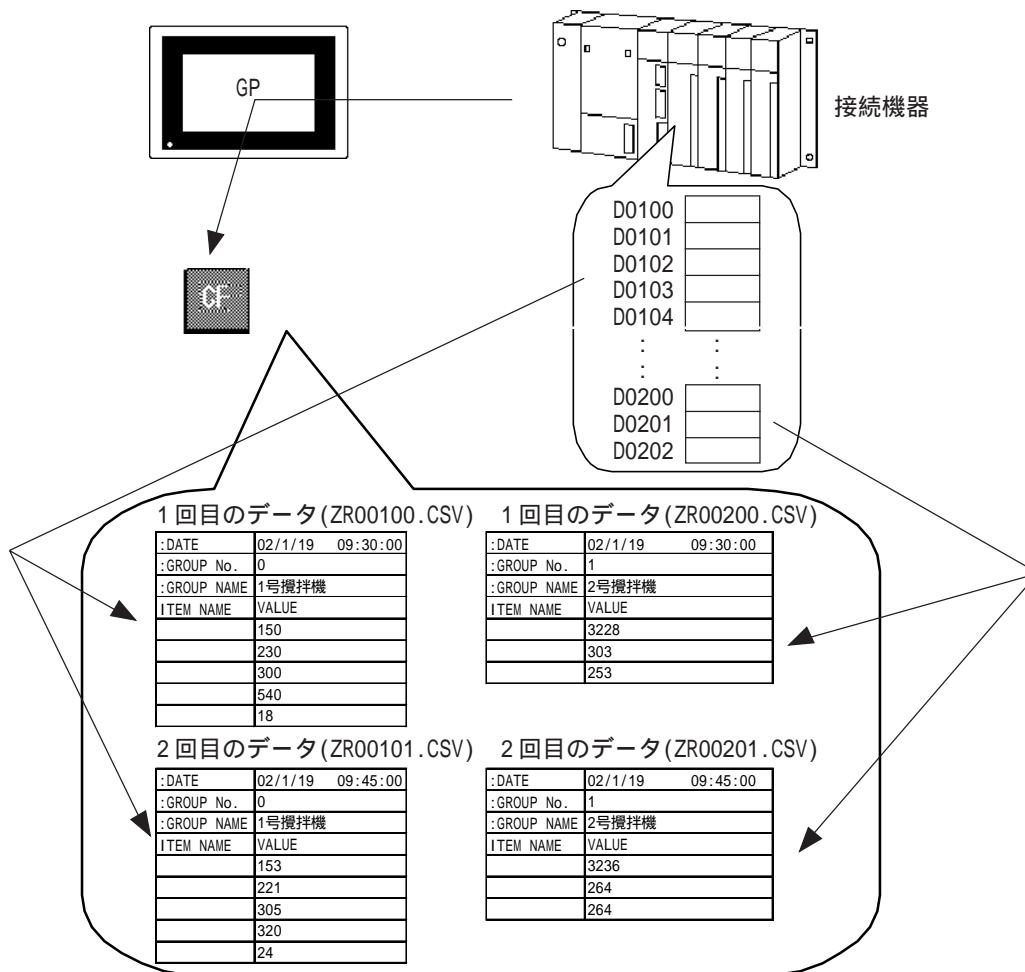 GP
接続機器
CF
D0100
D0101
D0102
D0103
D0104
: :
: :
D0200
D0201
D0202
1回目のデータ(ZR00100.CSV)
:DATE 02/1/19 09:30:00
:GROUP No. 0
:GROUP NAME 1号攪拌機
ITEM NAME VALUE
150
230
300
540
18
1回目のデータ(ZR00200.CSV)
:DATE 02/1/19 09:30:00
:GROUP No. 1
:GROUP NAME 2号攪拌機
ITEM NAME VALUE
3228
303
253
2回目のデータ(ZR00101.CSV)
:DATE 02/1/19 09:45:00
:GROUP No. 0
:GROUP NAME 1号攪拌機
ITEM NAME VALUE
153
221
305
320
24
2回目のデータ(ZR00201.CSV)
:DATE 02/1/19 09:45:00
:GROUP No. 1
:GROUP NAME 2号攪拌機
ITEM NAME VALUE
3236
264
264